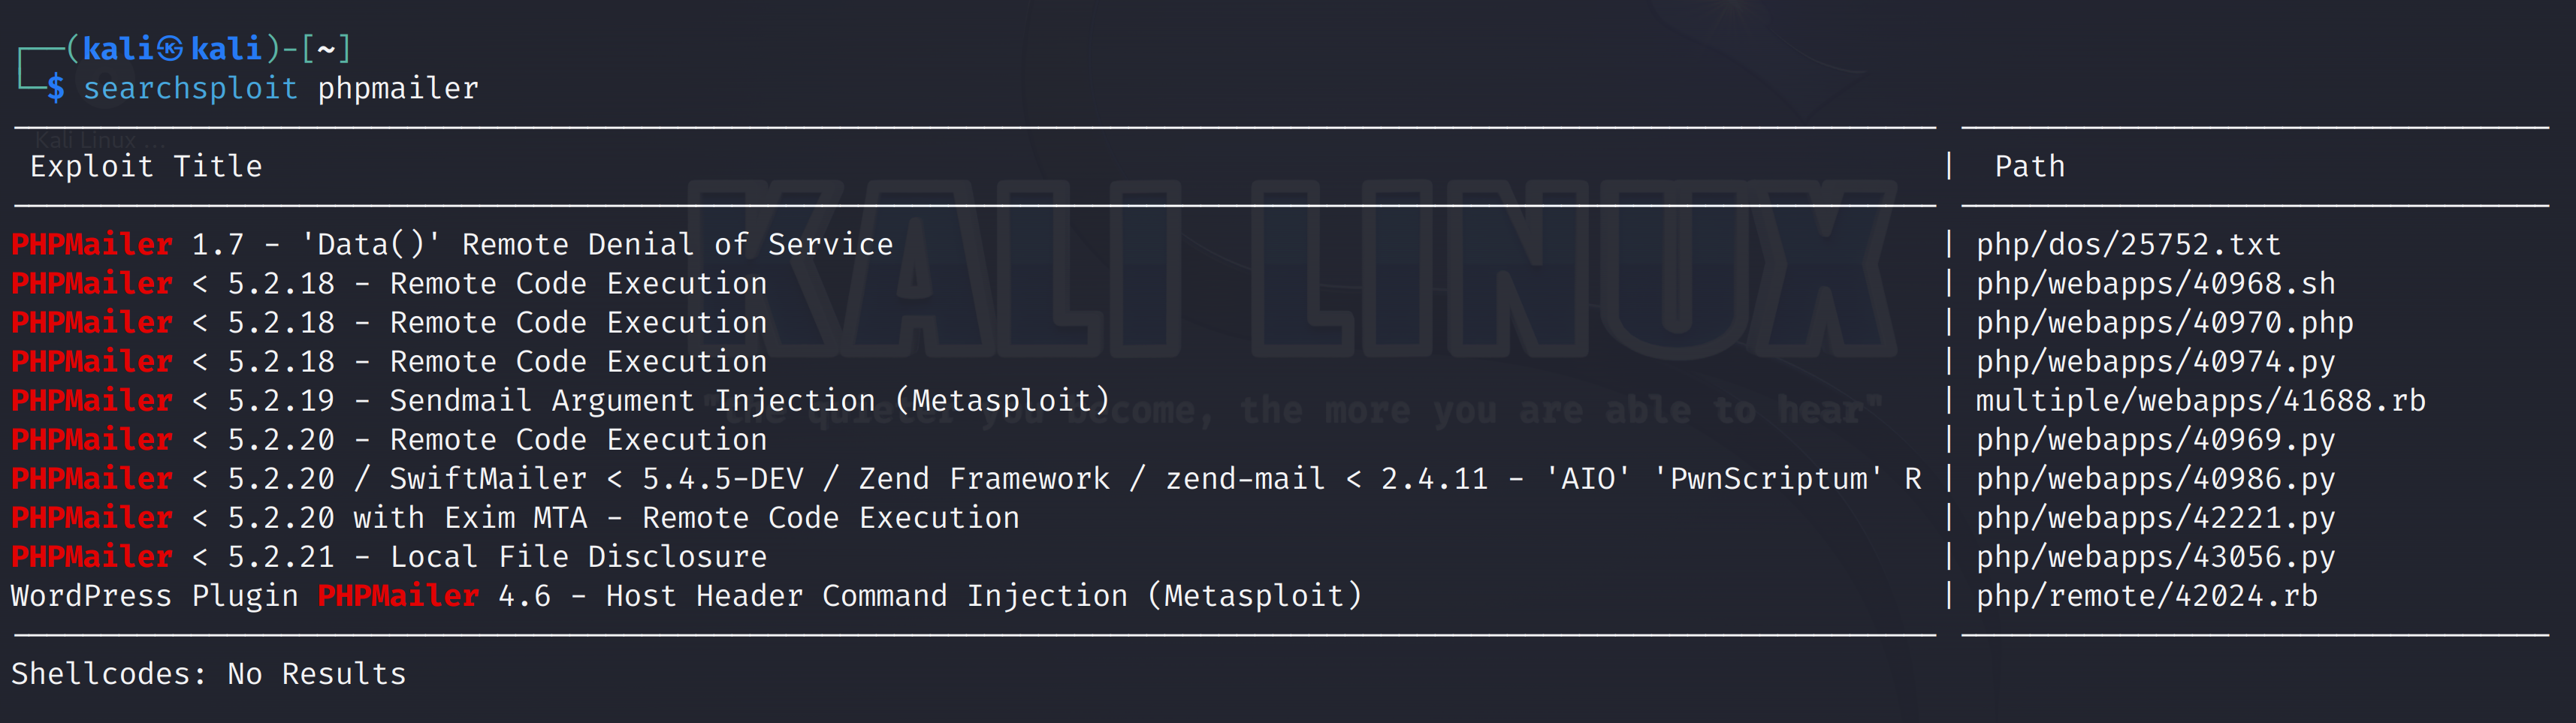 (kali㉿kali)-[~]
$ searchsploit phpmailer
Kali Linux ...
Exploit Title | Path
KALI LINUX
PHPMailer 1.7 - 'Data()' Remote Denial of Service | php/dos/25752.txt
PHPMailer < 5.2.18 - Remote Code Execution | php/webapps/40968.sh
PHPMailer < 5.2.18 - Remote Code Execution | php/webapps/40970.php
PHPMailer < 5.2.18 - Remote Code Execution | php/webapps/40974.py
PHPMailer < 5.2.19 - Sendmail Argument Injection (Metasploit) | multiple/webapps/41688.rb
"the quieter you become, the more you are able to hear"
PHPMailer < 5.2.20 - Remote Code Execution | php/webapps/40969.py
PHPMailer < 5.2.20 / SwiftMailer < 5.4.5-DEV / Zend Framework / zend-mail < 2.4.11 - 'AIO' 'PwnScriptum' R | php/webapps/40986.py
PHPMailer < 5.2.20 with Exim MTA - Remote Code Execution | php/webapps/42221.py
PHPMailer < 5.2.21 - Local File Disclosure | php/webapps/43056.py
WordPress Plugin PHPMailer 4.6 - Host Header Command Injection (Metasploit) | php/remote/42024.rb
Shellcodes: No Results